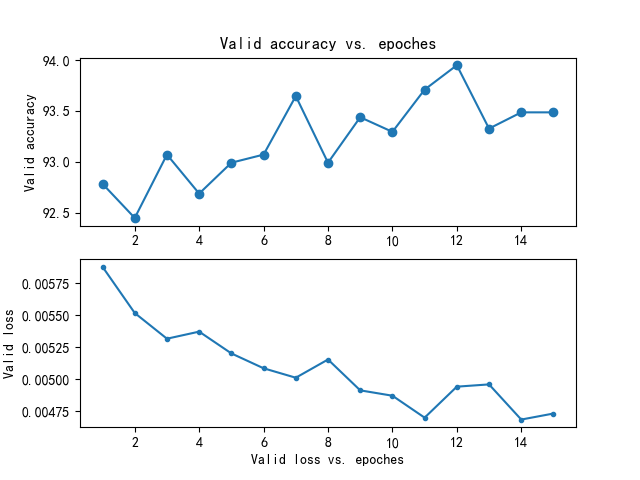 Valid accuracy vs. epoches
Valid accuracy
94.0
93.5
93.0
92.5
2 4 6 8 10 12 14
Valid loss
0.00575
0.00550
0.00525
0.00500
0.00475
2 4 6 8 10 12 14
Valid loss vs. epoches